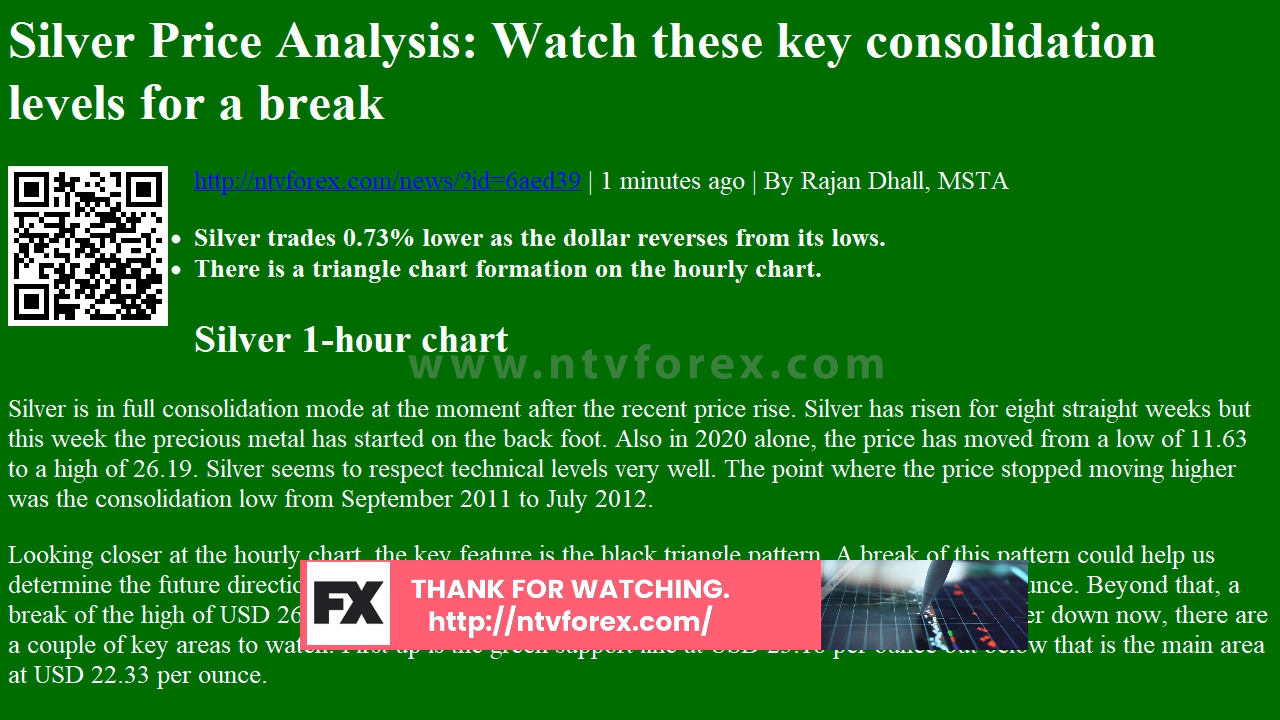 Silver Price Analysis: Watch these key consolidation
levels for a break
http://ntvforex.com/news/?id=6aed39 | 1 minutes ago | By Rajan Dhall, MSTA
• Silver trades 0.73% lower as the dollar reverses from its lows.
• There is a triangle chart formation on the hourly chart.
Silver 1-hour chart
www.ntvforex.com
Silver is in full consolidation mode at the moment after the recent price rise. Silver has risen for eight straight weeks but
this week the precious metal has started on the back foot. Also in 2020 alone, the price has moved from a low of 11.63
to a high of 26.19. Silver seems to respect technical levels very well. The point where the price stopped moving higher
was the consolidation low from September 2011 to July 2012.
Looking closer at the hourly chart, the key feature is the black triangle pattern. A break of this pattern could help us
determine the future Beyond that, a
break of the high of USD down now, there are
a couple of key areas to below that is the main area
at USD 22.33 per ounce.
FX
THANK FOR WATCHING.
http://ntvforex.com/